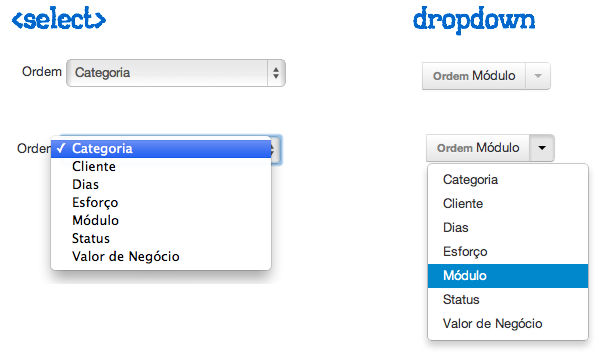 <select>
Ordem Categoria
Orden ✓ Categoria
Cliente
Dias
Esforço
Módulo
Status
Valor de Negócio
dropdown
Ordem Módulo
Ordem Módulo
Categoria
Cliente
Dias
Esforço
Módulo
Status
Valor de Negócio